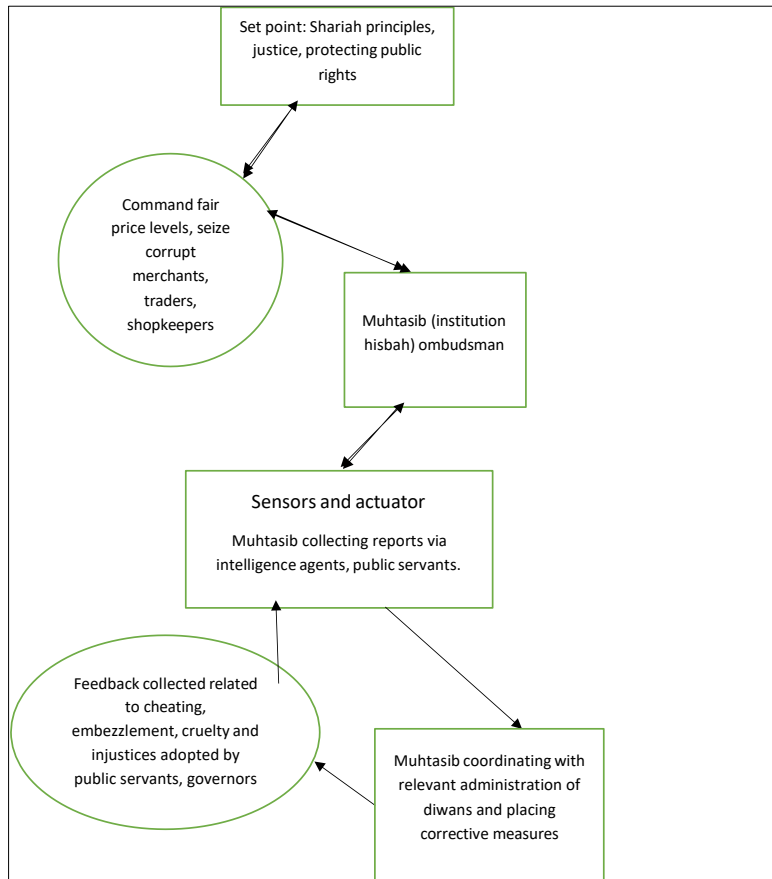 Set point: Shariah principles,
justice, protecting public
rights
Command fair
price levels, seize
corrupt
merchants,
traders,
shopkeepers
Muhtasib (institution
hisbah) ombudsman
Sensors and actuator
Muhtasib collecting reports via
intelligence agents, public servants.
Feedback collected related
to cheating,
embezzlement, cruelty and
injustices adopted by
public servants, governors
Muhtasib coordinating with
relevant administration of
diwans and placing
corrective measures